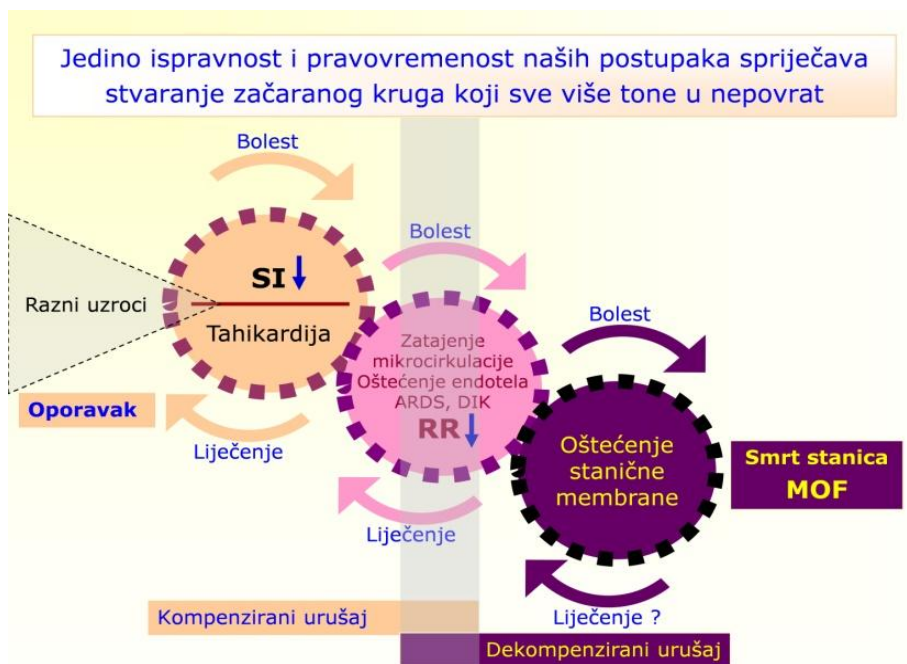 Jedino ispravnost i pravovremenost naših postupaka spriječava
stvaranje začaranog kruga koji sve više tone u nepovrat
Bolest
Razni uzroci
SI
Tahikardija
Oporavak
Liječenje
Bolest
Zatajenje
mikrocirkulacije
Oštećenje endotela
ARDS, DIK
RR
Liječenje
Bolest
Oštećenje
stanične
membrane
Smrt stanica
MOF
Liječenje ?
Kompenzirani urušaj
Dekompenzirani urušaj